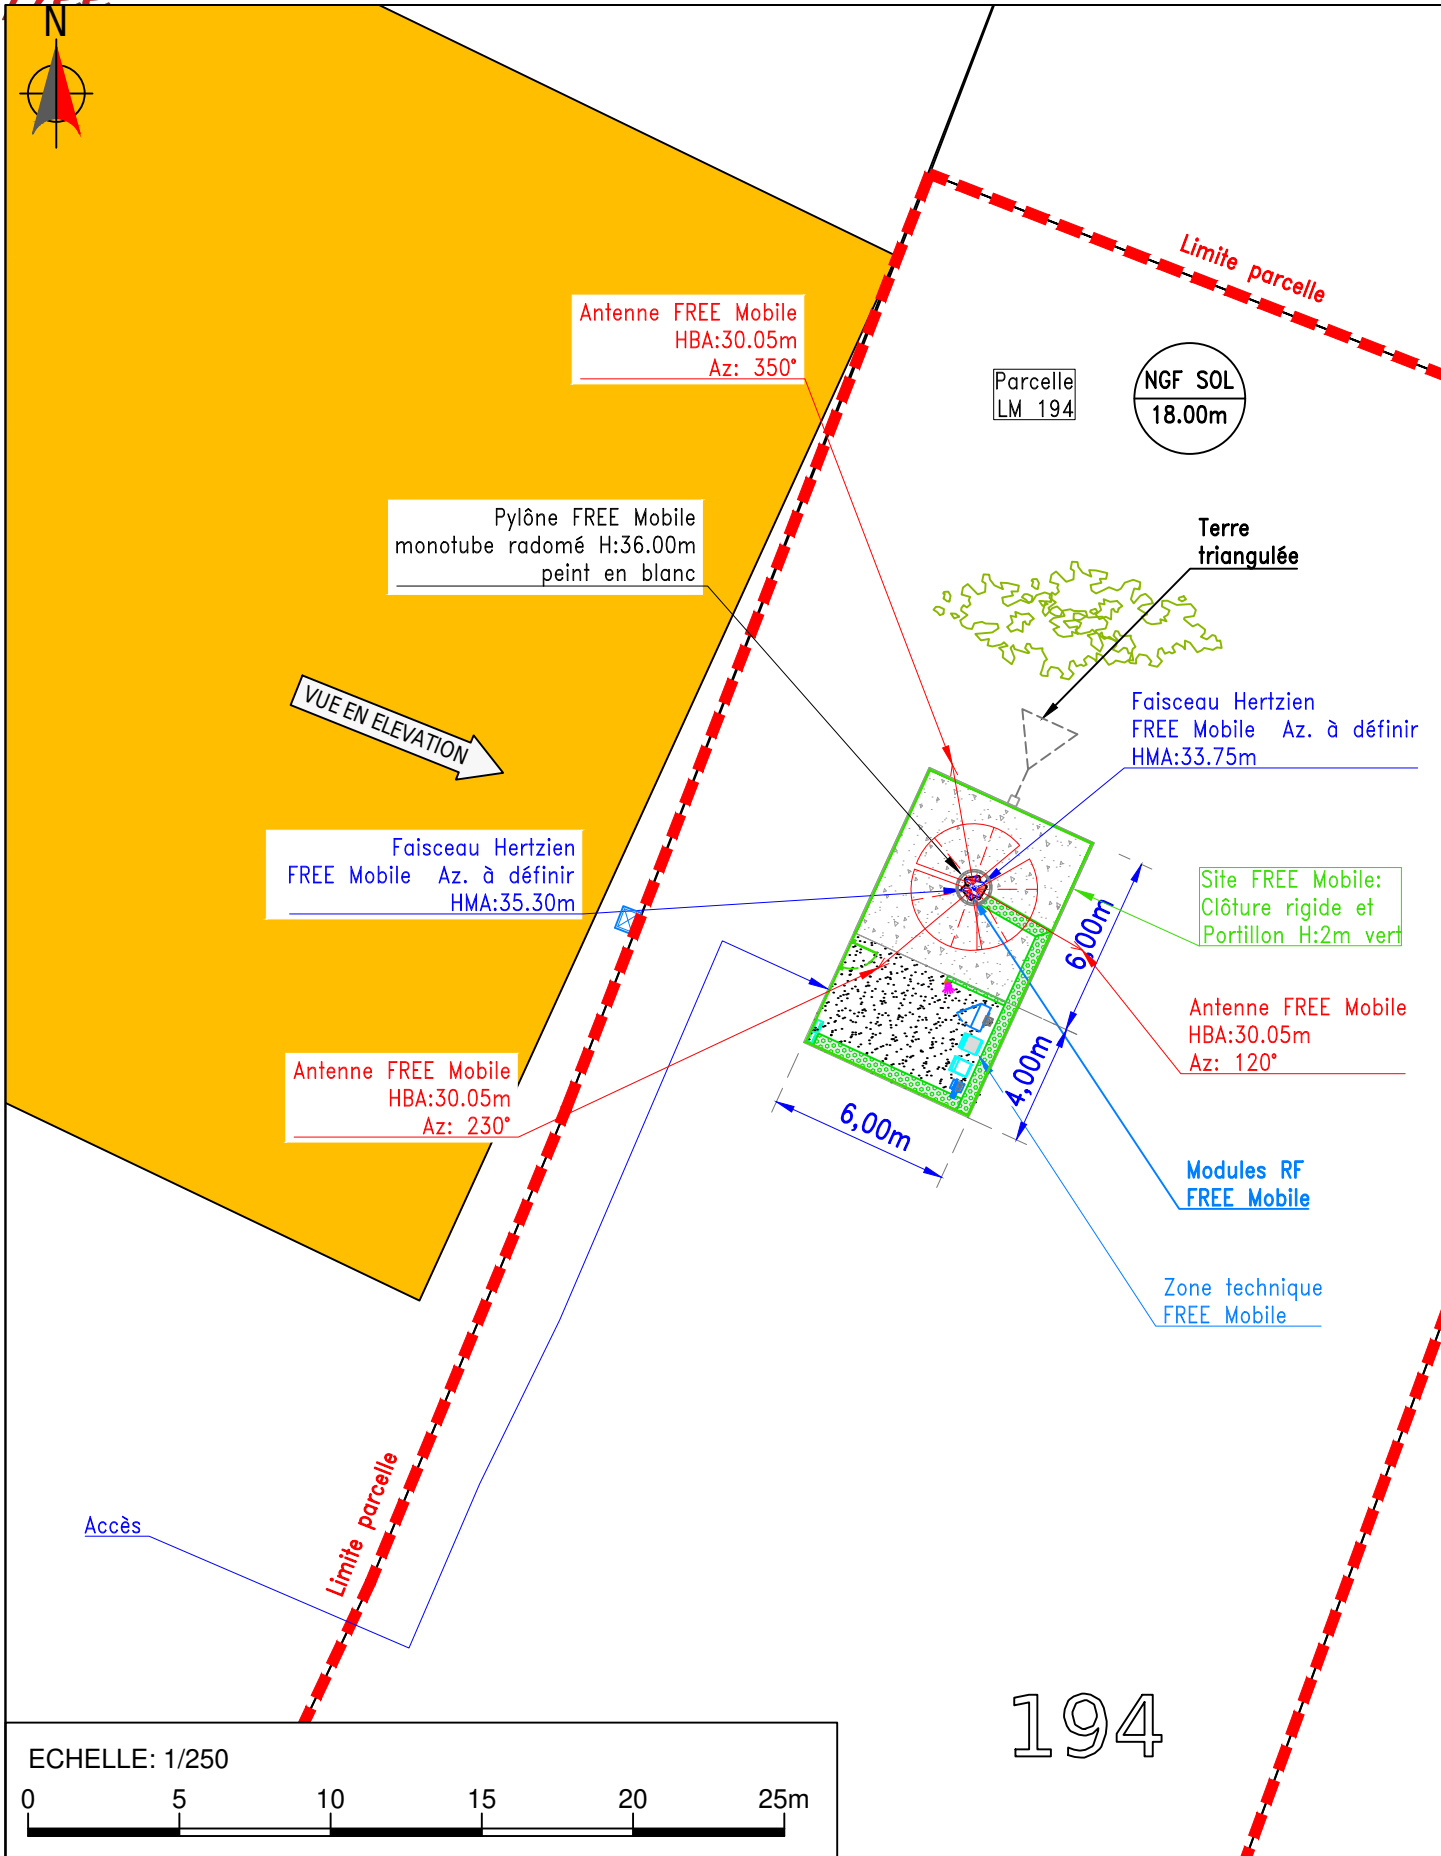 N
Limite parcelle
Antenne FREE Mobile
HBA:30.05m
Az: 350°
Parcelle
LM 194
NGF SOL
18.00m
Pylône FREE Mobile
monotube radomé H:36.00m
peint en blanc
Terre
triangulée
VUE EN ELEVATION
Faisceau Hertzien
FREE Mobile Az. à définir
HMA:33.75m
Faisceau Hertzien
FREE Mobile Az. à définir
HMA:35.30m
Site FREE Mobile:
Clôture rigide et
Portillon H:2m vert
6,00m
Antenne FREE Mobile
HBA:30.05m
Az: 120°
4,00m
Antenne FREE Mobile
HBA:30.05m
Az: 230°
6,00m
Modules RF
FREE Mobile
Zone technique
FREE Mobile
Limite parcelle
Accès
194
ECHELLE: 1/250
0 5 10 15 20 25m